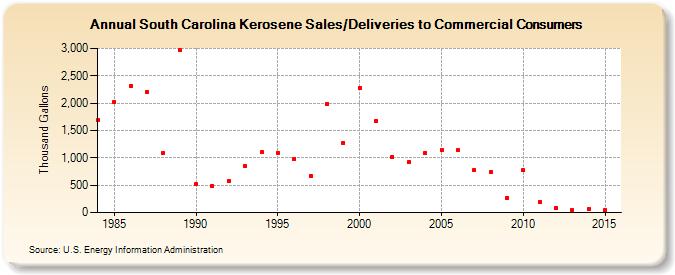 Annual South Carolina Kerosene Sales/Deliveries to Commercial Consumers
Thousand Gallons
3,000
2,500
2,000
1,500
1,000
500
0
1985 1990 1995 2000 2005 2010 2015
Source: U.S. Energy Information Administration